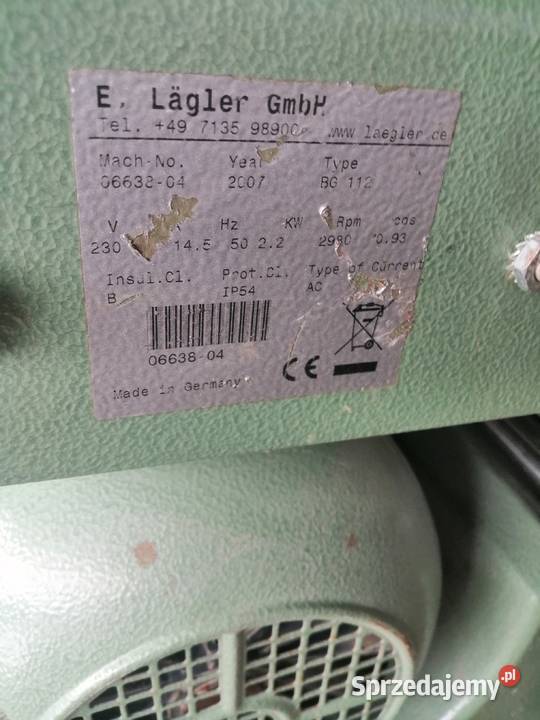 E. Lägler GmbH
Tel. +49 7135 98900 www.laegler.de
Mach-No. Year Type
06638-04 2007 BG 112
V Hz KW Rpm cos
230 14.5 50 2.2 2980 0.93
Insul.Cl. Prot.Cl. Type of Current
B IP54 AC
06638-04
CE
Made in Germany
Sprzedajemy.pl